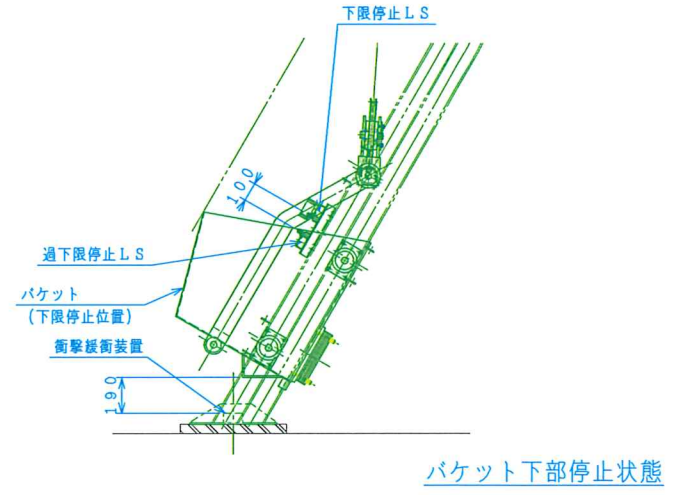 下限停止LS
100
過下限停止LS
バケット
(下限停止位置)
衝撃緩衝装置
190
バケット下部停止状態